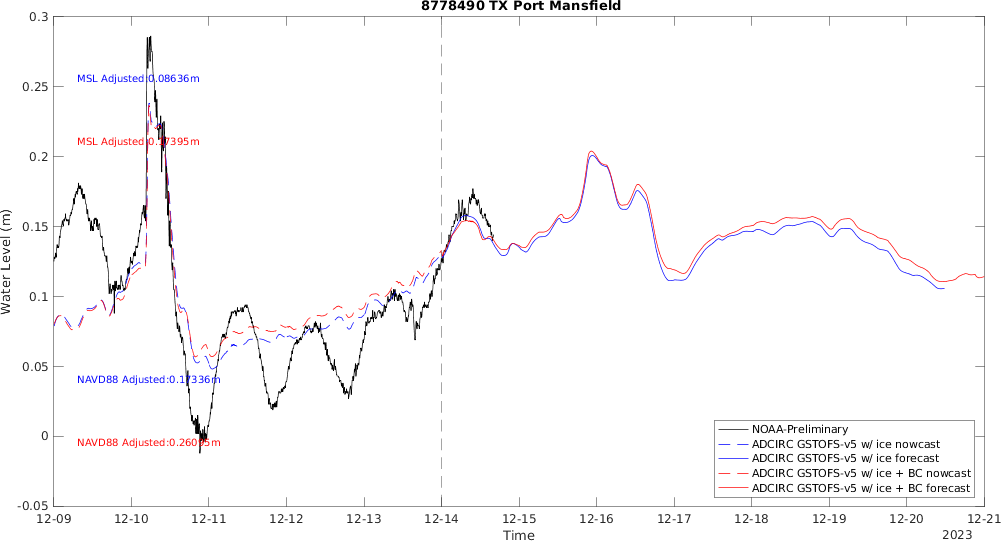 8778490 TX Port Mansfield
0.3
0.25
0.2
0.15
0.1
0.05
0
-0.05
Water Level (m)
MSL Adjusted:0.08636m
MSL Adjusted:0.17395m
NAVD88 Adjusted:0.17336m
NAVD88 Adjusted:0.26095m
NOAA-Preliminary
ADCIRC GSTOFS-v5 w/ ice nowcast
ADCIRC GSTOFS-v5 w/ ice forecast
ADCIRC GSTOFS-v5 w/ ice + BC nowcast
ADCIRC GSTOFS-v5 w/ ice + BC forecast
12-09 12-10 12-11 12-12 12-13 12-14 12-15 12-16 12-17 12-18 12-19 12-20 12-21
Time
2023